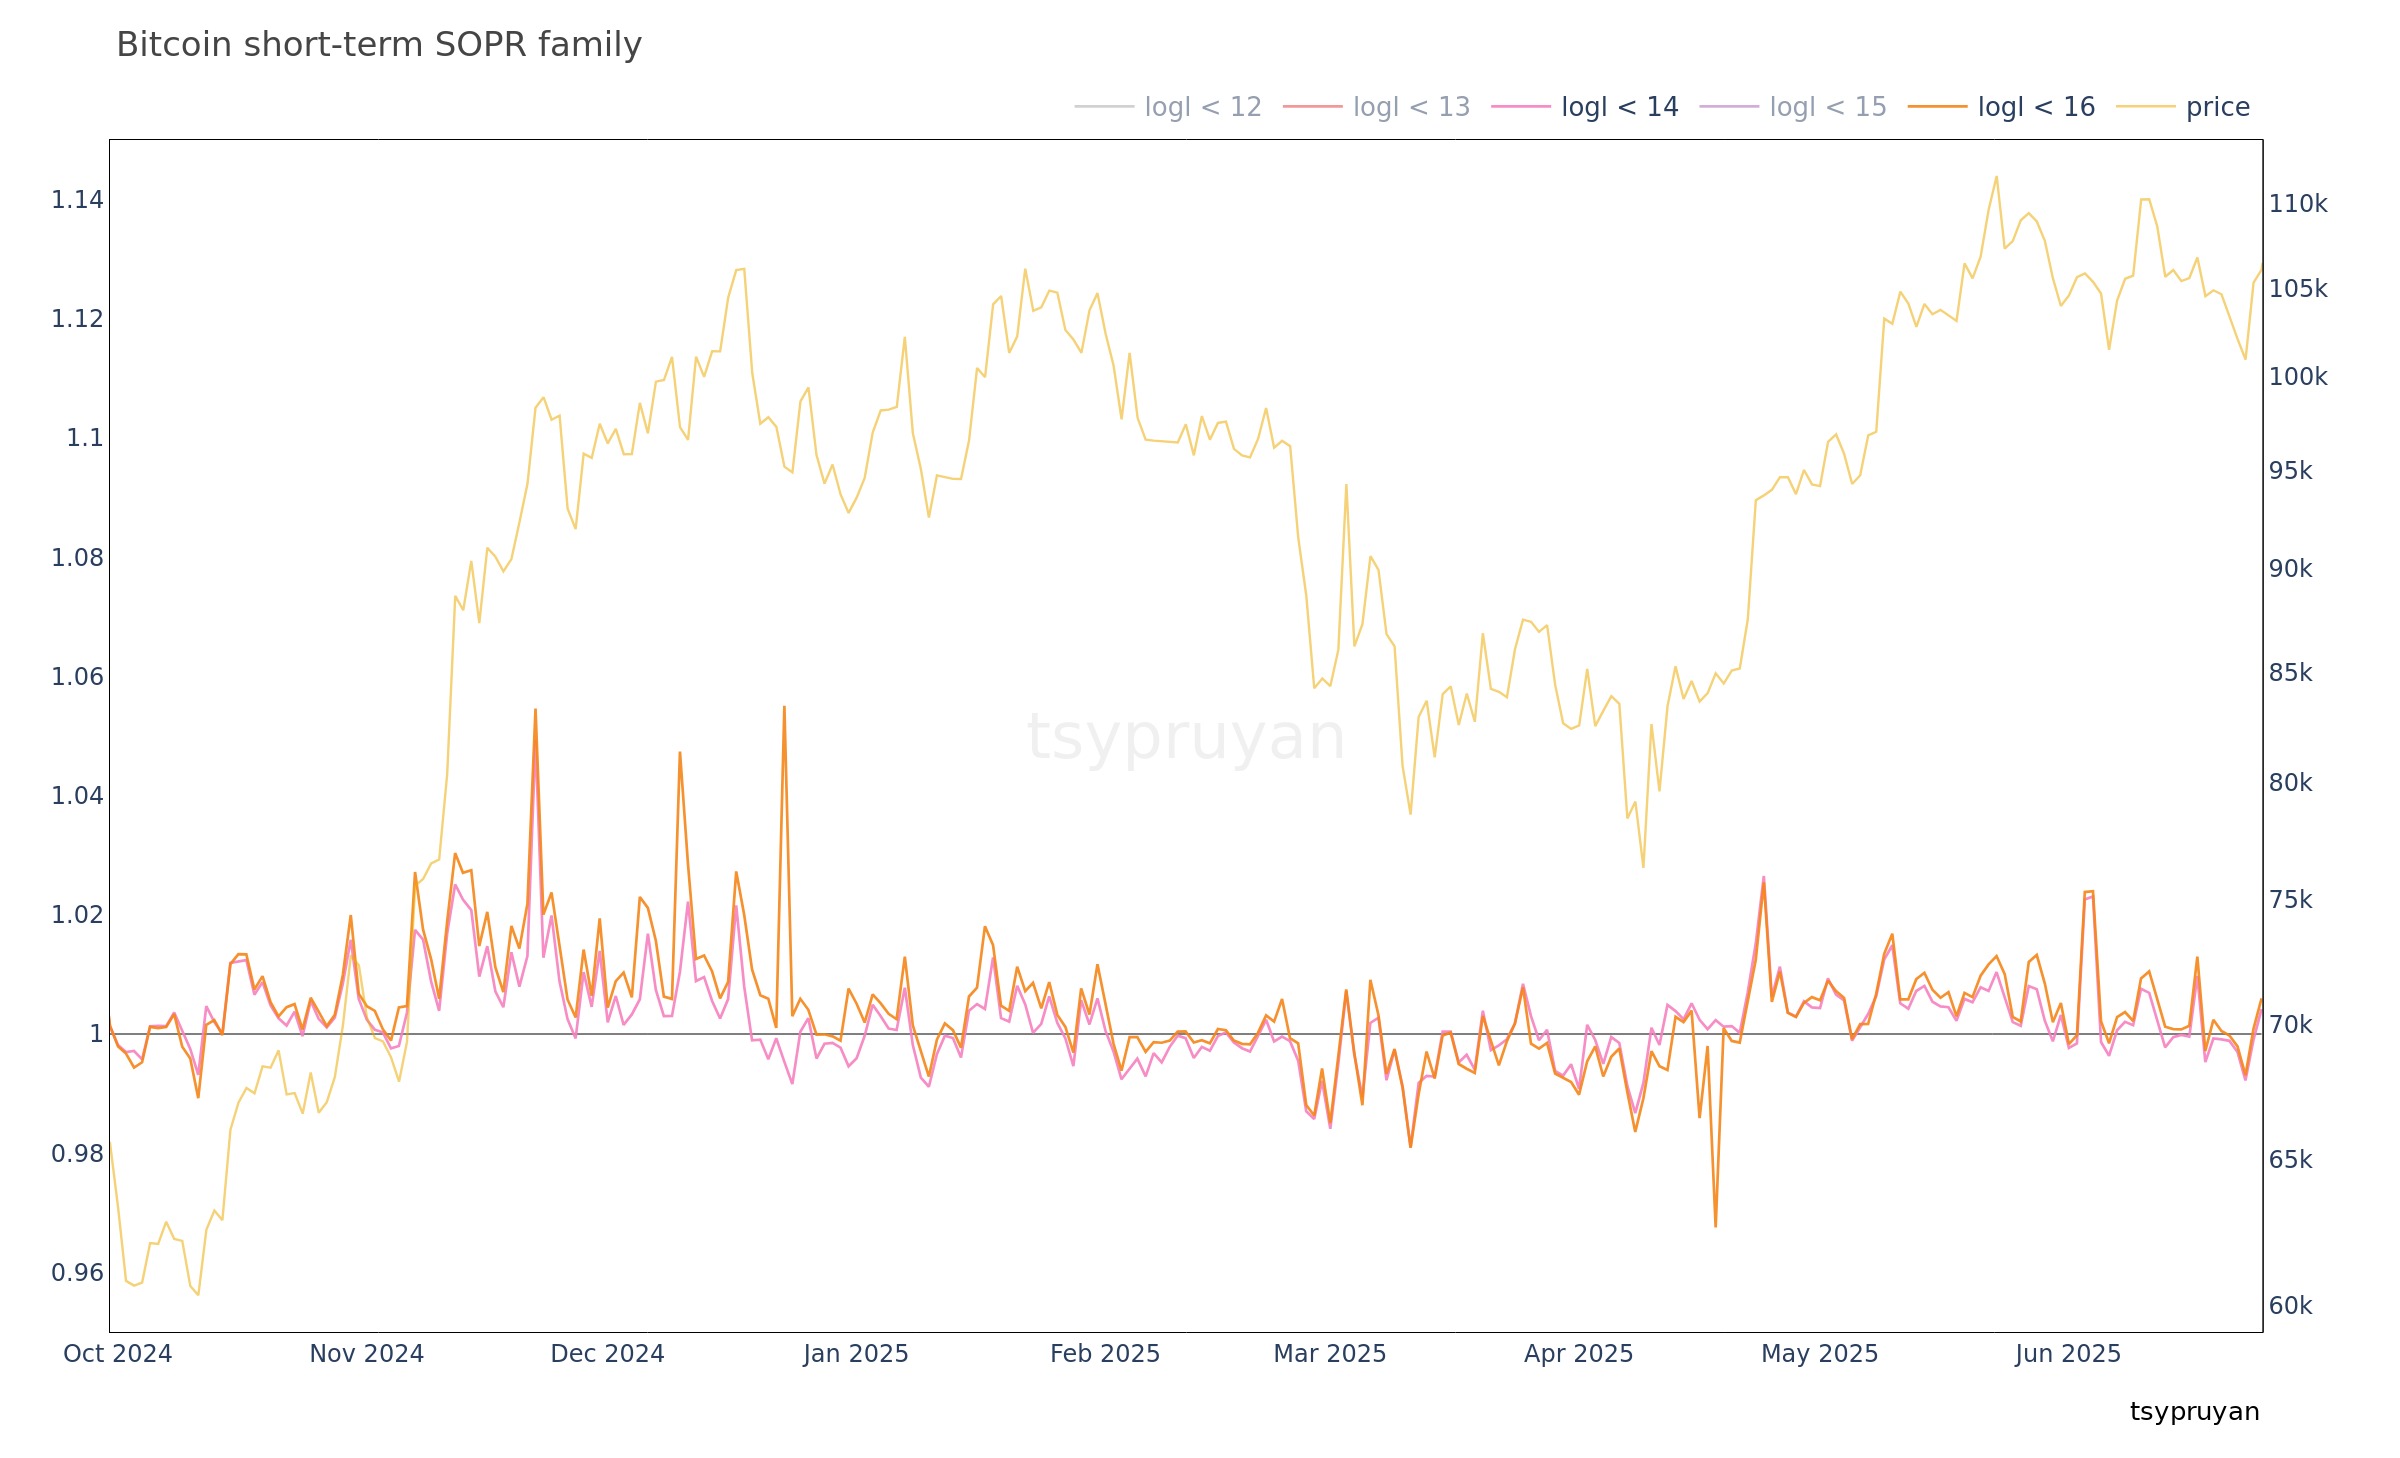 Bitcoin short-term SOPR family
logl < 12 logl < 13 logl < 14 logl < 15 logl < 16 price
1.14 110k
1.12 105k
1.1 100k
1.08 95k
1.06 90k
1.04 85k
1.02 80k
1 75k
0.98 70k
0.96 65k
60k
tsypruyan
Oct 2024 Nov 2024 Dec 2024 Jan 2025 Feb 2025 Mar 2025 Apr 2025 May 2025 Jun 2025
tsypruyan